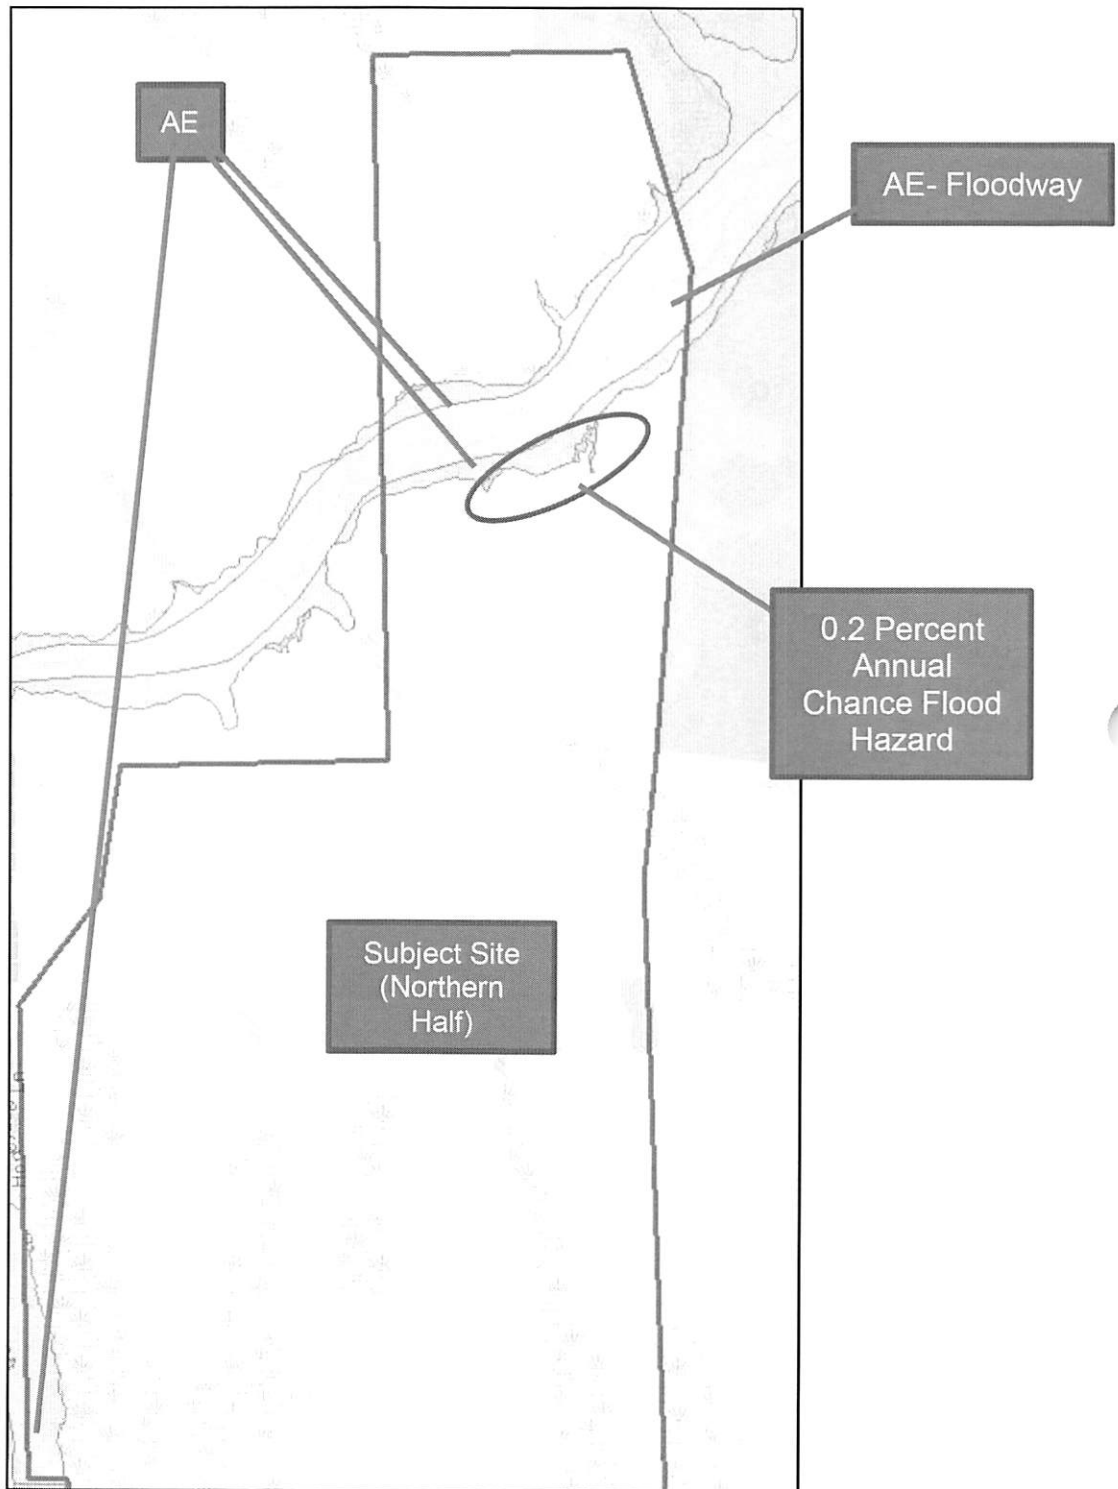 AE
AE- Floodway
0.2 Percent
Annual
Chance Flood
Hazard
Subject Site
(Northern
Half)